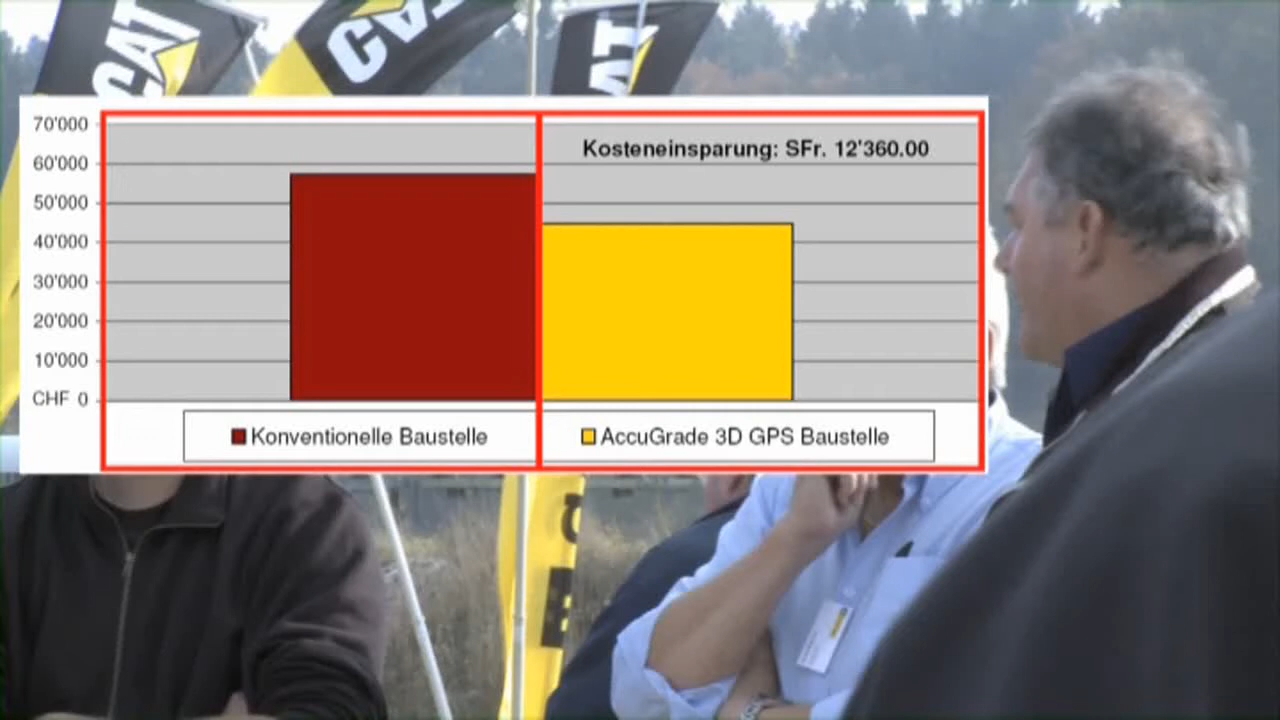 CAT
CAT
CAT
70'000
60'000
50'000
40'000
30'000
20'000
10'000
CHF 0
Kosteneinsparung: SFr. 12'360.00
Konventionelle Baustelle
AccuGrade 3D GPS Baustelle